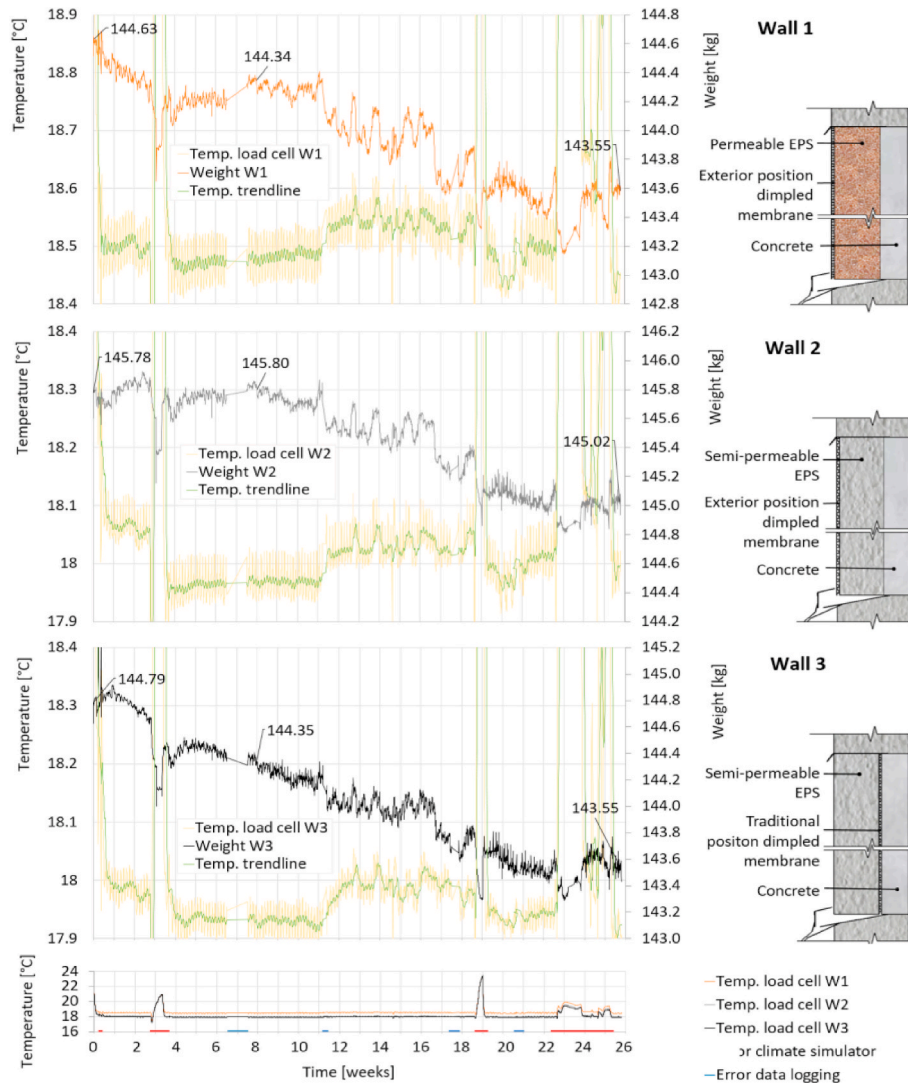 Wall 1
Temperature [°C]
18.9
18.8
18.7
18.6
18.5
18.4
144.63
144.34
143.55
Temp. load cell W1
Weight W1
Temp. trendline
144.8
144.6
144.4
144.2
144.0
143.8
143.6
143.4
143.2
143.0
142.8
Weight [kg]
Permeable EPS
Exterior position
dimpled
membrane
Concrete
Wall 2
Temperature [°C]
18.4
18.3
18.2
18.1
18
17.9
145.78
145.80
145.02
Temp. load cell W2
Weight W2
Temp. trendline
146.2
146.0
145.8
145.6
145.4
145.2
145.0
144.8
144.6
144.4
144.2
Weight [kg]
Semi-permeable
EPS
Exterior position
dimpled
membrane
Concrete
Wall 3
Temperature [°C]
18.4
18.3
18.2
18.1
18
17.9
144.79
144.35
143.55
Temp. load cell W3
Weight W3
Temp. trendline
145.2
145.0
144.8
144.6
144.4
144.2
144.0
143.8
143.6
143.4
143.2
143.0
Weight [kg]
Semi-permeable
EPS
Traditional
positon dimpled
membrane
Concrete
Temperature
[°C]
24
22
20
18
16
0 2 4 6 8 10 12 14 16 18 20 22 24 26
Time [weeks]
Temp. load cell W1
Temp. load cell W2
Temp. load cell W3
or climate simulator
Error data logging